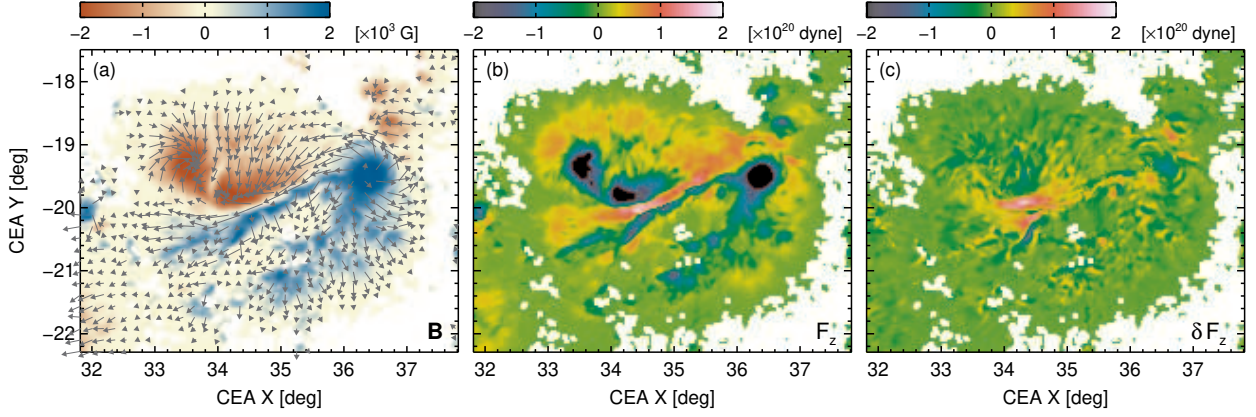 −2 −1 0 1 2 [×10³ G]
−2 −1 0 1 2 [×10²⁰ dyne]
−2 −1 0 1 2 [×10²⁰ dyne]
(a) (b) (c)
−18
−19
−20
−21
−22
CEA Y [deg]
B F_z δF_z
32 33 34 35 36 37
32 33 34 35 36 37
32 33 34 35 36 37
CEA X [deg] CEA X [deg] CEA X [deg]